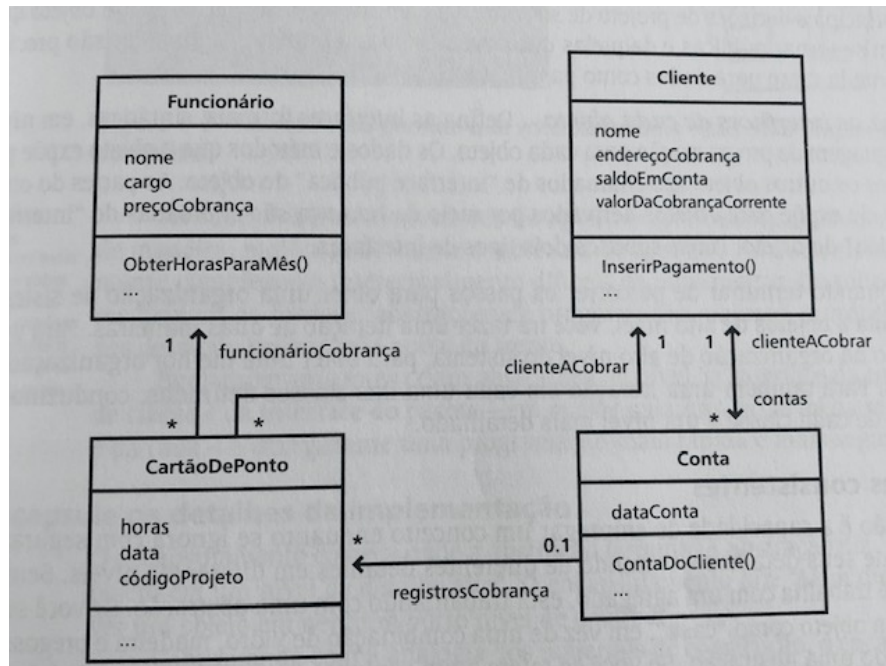 Funcionário
nome
cargo
preçoCobrança
ObterHorasParaMês()
...
Cliente
nome
endereçoCobrança
saldoEmConta
valorDaCobrançaCorrente
InserirPagamento()
...
1
funcionárioCobrança
*
*
clienteACobrar
1
1
clienteACobrar
contas
*
CartãoDePonto
horas
data
códigoProjeto
...
*
0.1
registrosCobrança
Conta
dataConta
ContaDoCliente()
...